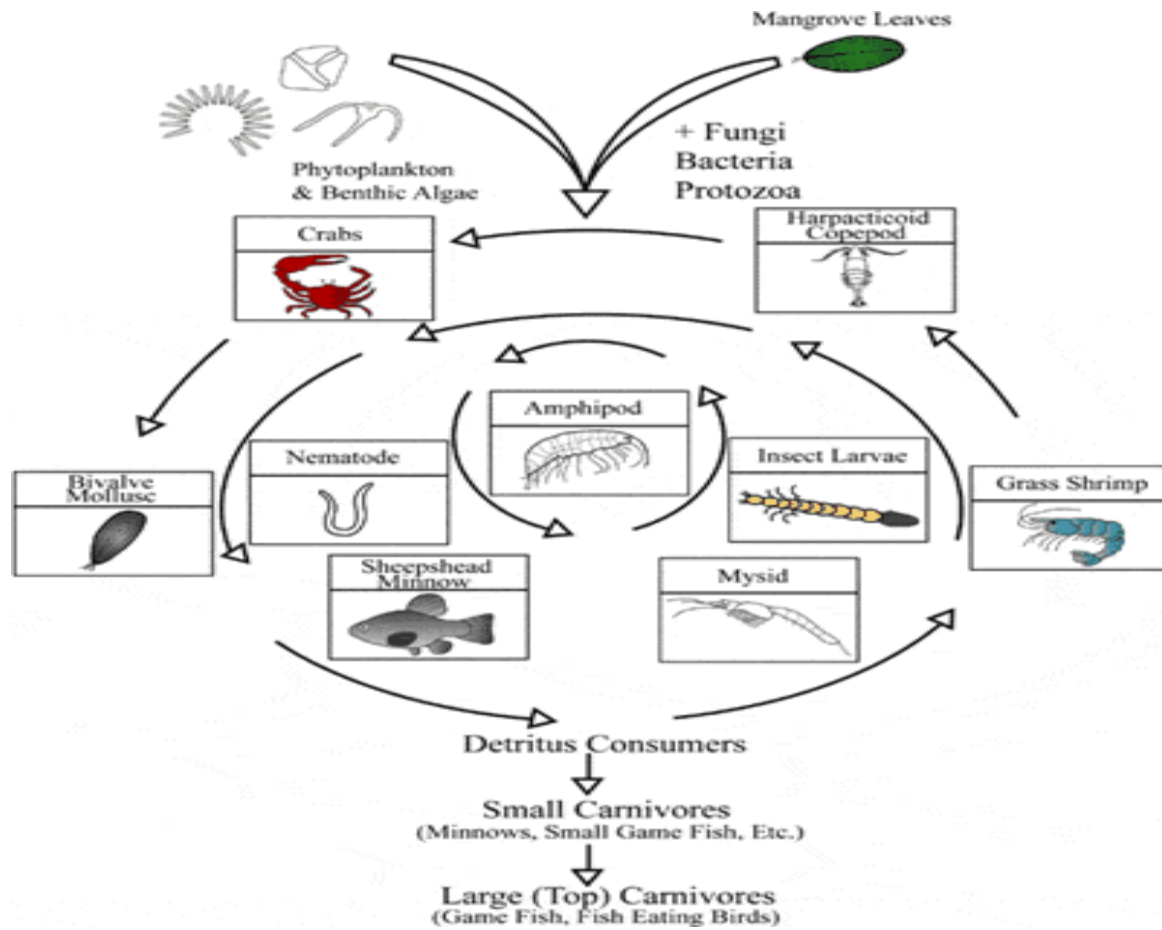 Mangrove Leaves
+ Fungi
Bacteria
Protozoa
Phytoplankton
& Benthic Algae
Crabs
Harpacticoid
Copepod
Amphipod
Nematode
Insect Larvae
Bivalve
Mollusc
Grass Shrimp
Sheepshead
Minnow
Mysid
Detritus Consumers
Small Carnivores
(Minnows, Small Game Fish, Etc.)
Large (Top) Carnivores
(Game Fish, Fish Eating Birds)